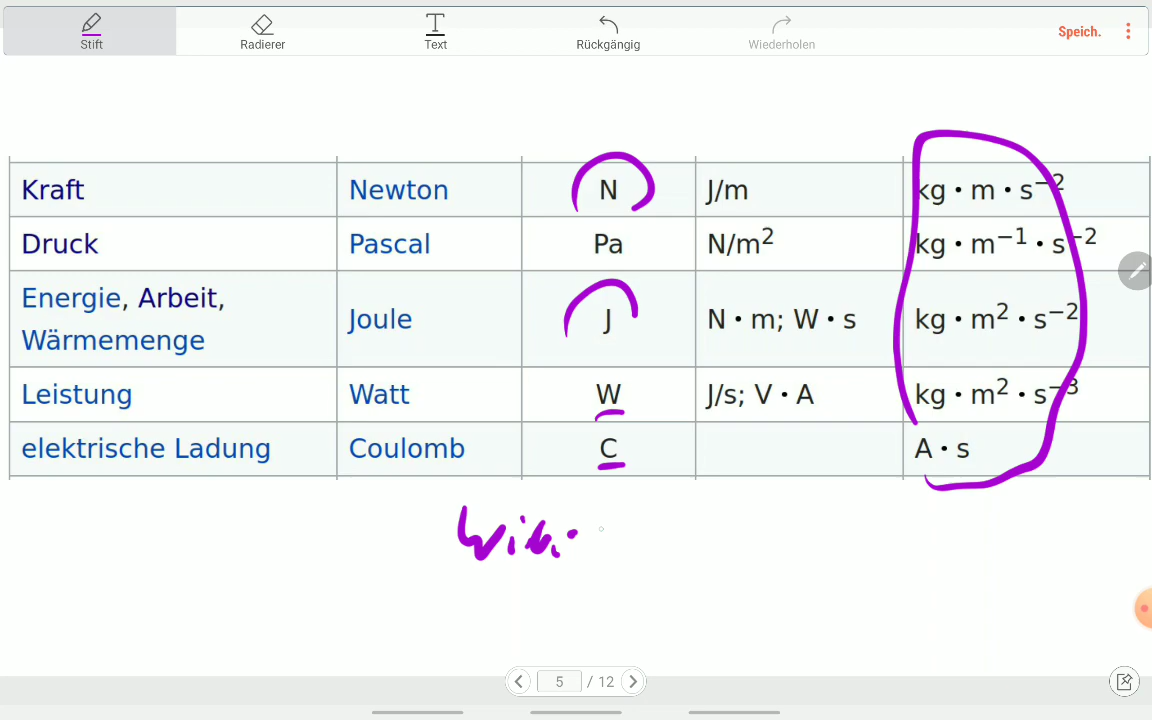 Stift Radierer Text Rückgängig Wiederholen Speich.
Kraft Newton N J/m kg · m · s⁻²
Druck Pascal Pa N/m² kg · m⁻¹ · s⁻²
Energie, Arbeit,
Wärmemenge Joule J N · m; W · s kg · m² · s⁻²
Leistung Watt W J/s; V · A kg · m² · s⁻³
elektrische Ladung Coulomb C A · s
5 / 12